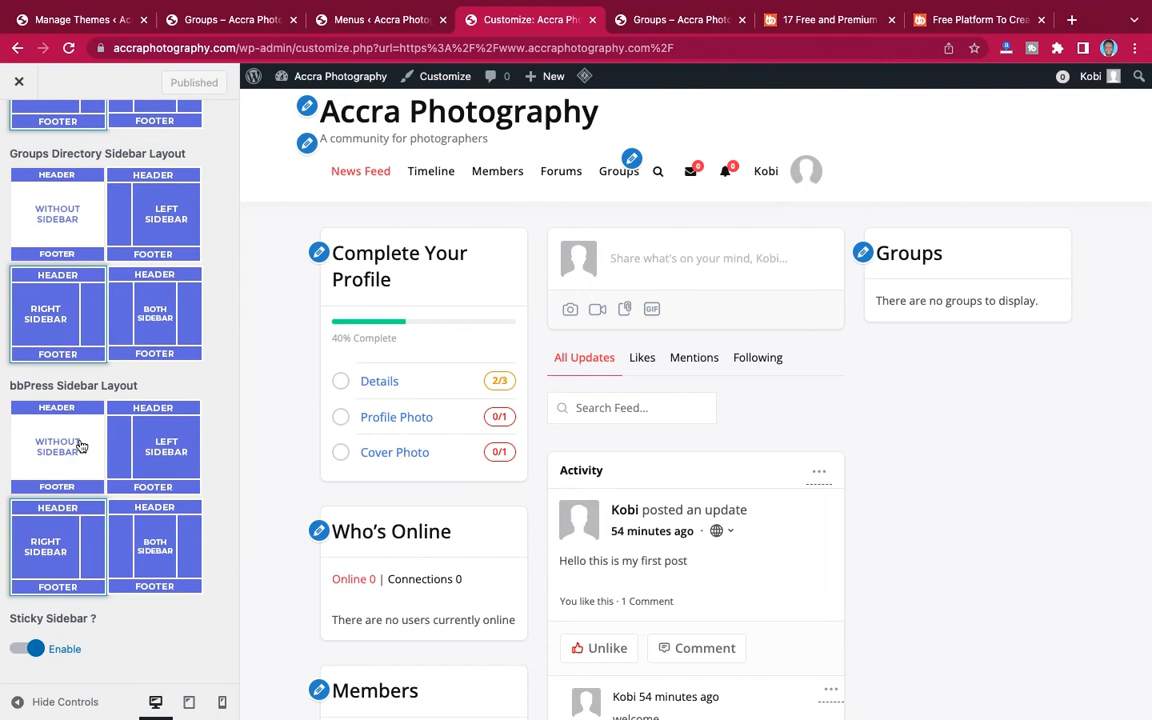 Manage Themes ‹ Ac
Groups – Accra Photo
Menus ‹ Accra Photog
Customize: Accra Pho
Groups – Accra Photo
17 Free and Premium
Free Platform To Crea
accraphotography.com/wp-admin/customize.php?url=https%3A%2F%2Fwww.accraphotography.com%2F
Published
Accra Photography
Customize
0
New
0
Kobi
FOOTER
FOOTER
Groups Directory Sidebar Layout
HEADER
WITHOUT
SIDEBAR
FOOTER
HEADER
LEFT
SIDEBAR
FOOTER
HEADER
RIGHT
SIDEBAR
FOOTER
HEADER
BOTH
SIDEBAR
FOOTER
bbPress Sidebar Layout
HEADER
WITHOUT
SIDEBAR
FOOTER
HEADER
LEFT
SIDEBAR
FOOTER
HEADER
RIGHT
SIDEBAR
FOOTER
HEADER
BOTH
SIDEBAR
FOOTER
Sticky Sidebar ?
Enable
Hide Controls
Accra Photography
A community for photographers
News Feed
Timeline
Members
Forums
Groups
0
0
Kobi
Complete Your
Profile
40% Complete
Details
2/3
Profile Photo
0/1
Cover Photo
0/1
Who's Online
Online 0 | Connections 0
There are no users currently online
Members
Share what's on your mind, Kobi...
GIF
All Updates
Likes
Mentions
Following
Search Feed...
Activity
Kobi posted an update
54 minutes ago
Hello this is my first post
You like this · 1 Comment
Unlike
Comment
Kobi 54 minutes ago
welcome
Groups
There are no groups to display.